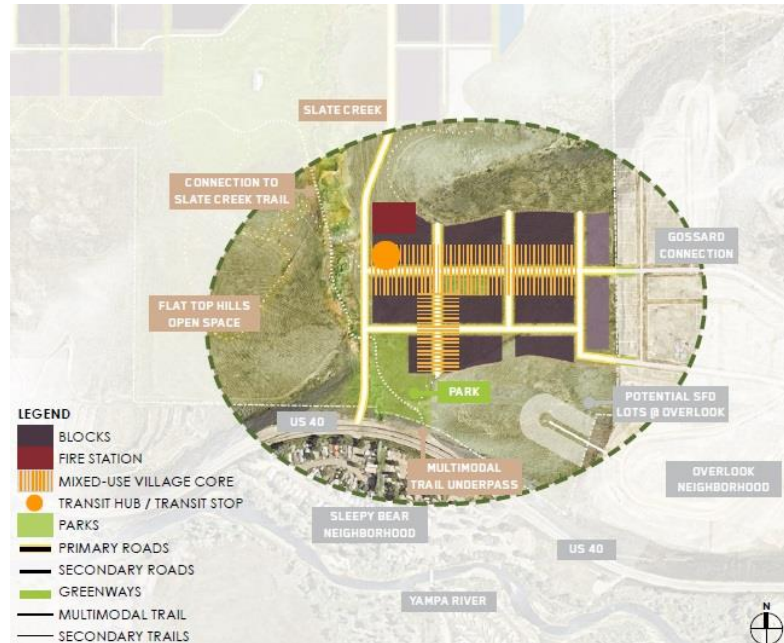 SLATE CREEK
CONNECTION TO
SLATE CREEK TRAIL
GOSSARD
CONNECTION
FLAT TOP HILLS
OPEN SPACE
PARK
POTENTIAL SFD
LOTS @ OVERLOOK
US 40
MULTIMODAL
TRAIL UNDERPASS
OVERLOOK
NEIGHBORHOOD
SLEEPY BEAR
NEIGHBORHOOD
US 40
YAMPA RIVER
LEGEND
BLOCKS
FIRE STATION
MIXED-USE VILLAGE CORE
TRANSIT HUB / TRANSIT STOP
PARKS
PRIMARY ROADS
SECONDARY ROADS
GREENWAYS
MULTIMODAL TRAIL
SECONDARY TRAILS
N